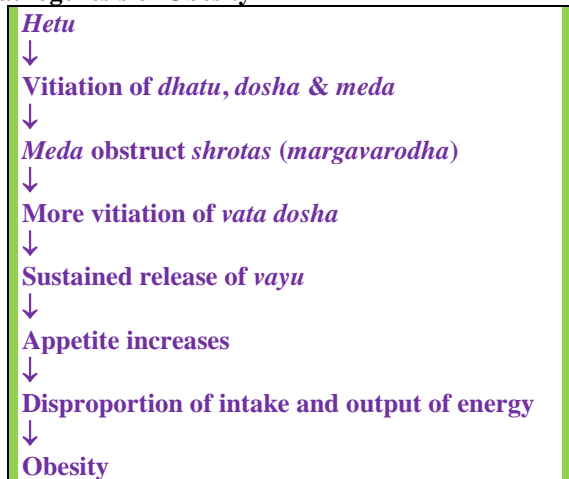 Hetu
↓
Vitiation of dhatu, dosha & meda
↓
Meda obstruct shrotas (margavarodha)
↓
More vitiation of vata dosha
↓
Sustained release of vayu
↓
Appetite increases
↓
Disproportion of intake and output of energy
↓
Obesity